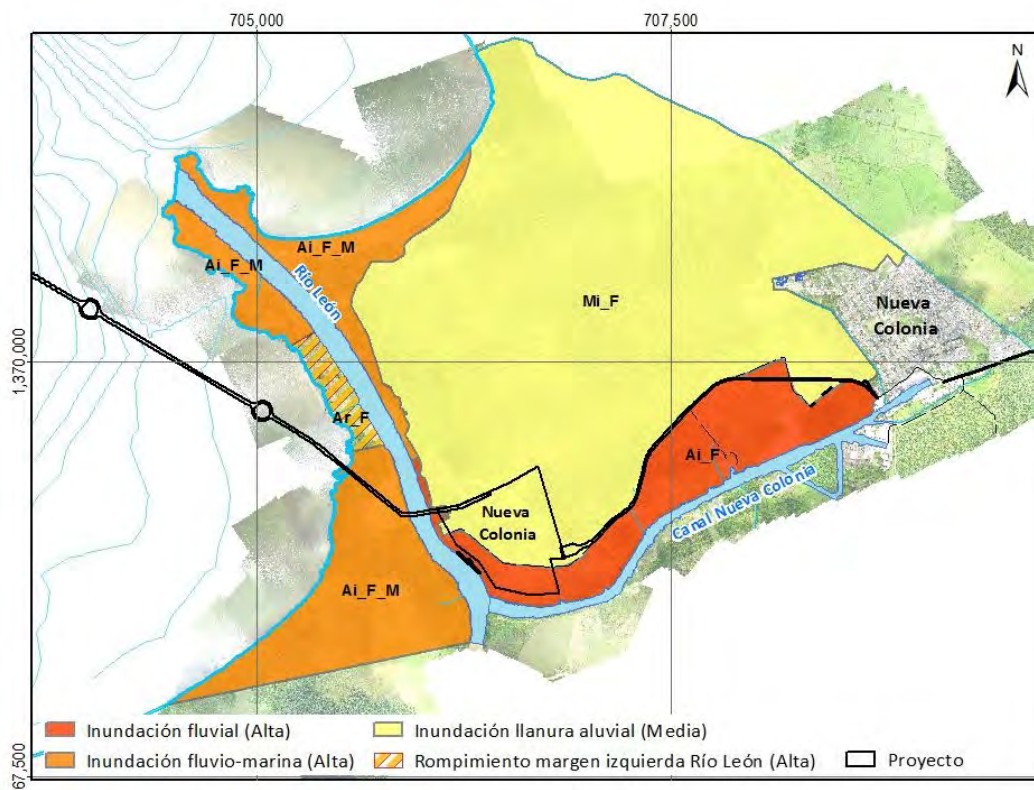 705,000 707,500
N
Ai_F_M
Ai_F_M
Río León
Mi_F
Nueva
Colonia
1,370,000
Ar_F
Ai_F
Nueva
Colonia
Canal Nueva Colonia
Ai_F_M
Inundación fluvial (Alta) Inundación llanura aluvial (Media)
Inundación fluvio-marina (Alta) Rompimiento margen izquierda Río León (Alta) Proyecto
67,500